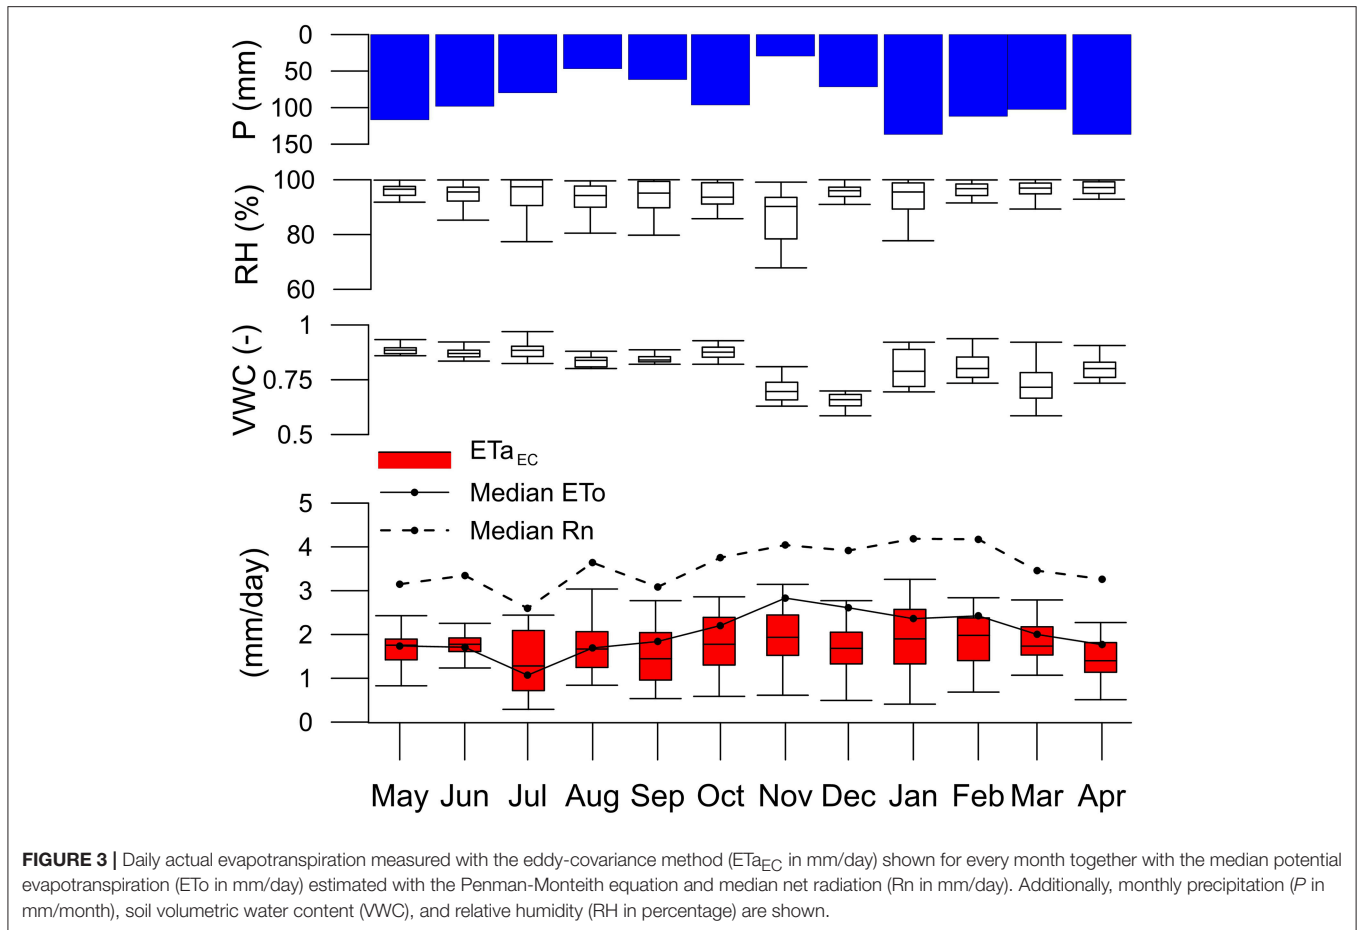 0
50
100
150
P (mm)
100
80
60
RH (%)
1
0.75
0.5
VWC (-)
ETaEC
Median ETo
Median Rn
5
4
3
2
1
0
(mm/day)
May Jun Jul Aug Sep Oct Nov Dec Jan Feb Mar Apr
FIGURE 3 | Daily actual evapotranspiration measured with the eddy-covariance method (ETaEC in mm/day) shown for every month together with the median potential
evapotranspiration (ETo in mm/day) estimated with the Penman-Monteith equation and median net radiation (Rn in mm/day). Additionally, monthly precipitation (P in
mm/month), soil volumetric water content (VWC), and relative humidity (RH in percentage) are shown.